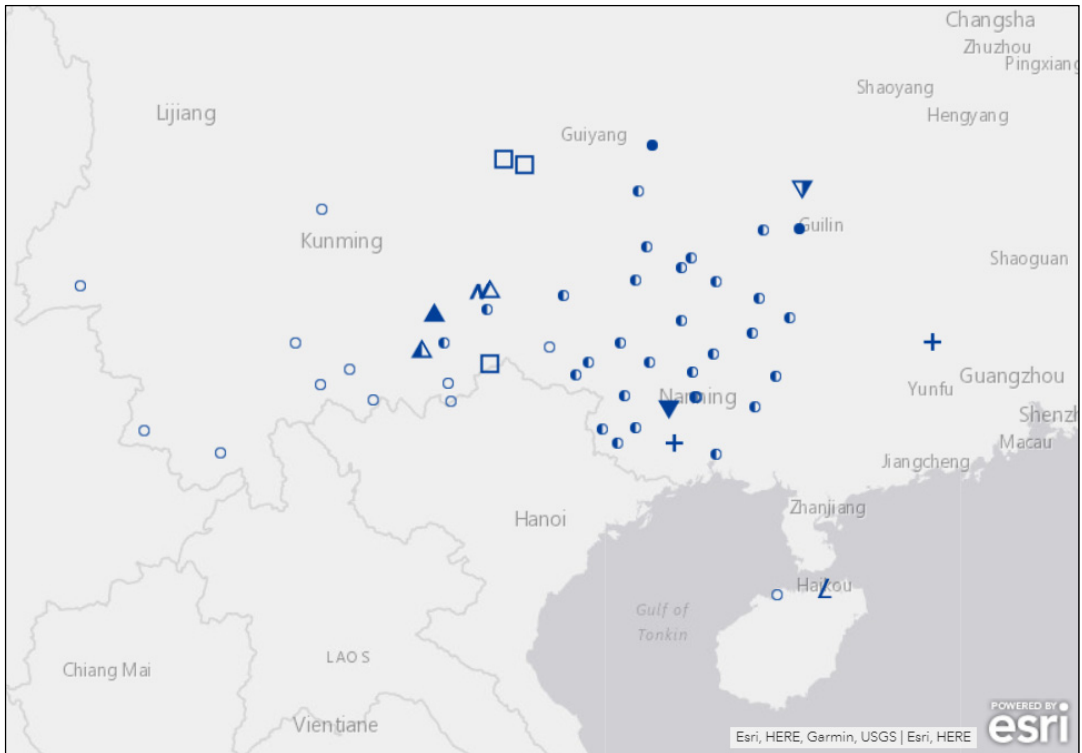 Changsha
Zhuzhou
Pingxiang
Shaoyang
Hengyang
Lijiang
Guiyang
Guilin
Kunming
Shaoguan
Guangzhou
Yunfu
Nanning
Shenzh
Macau
Jiangcheng
Zhanjiang
Hanoi
Haikou
Gulf of
Tonkin
LAOS
Chiang Mai
Vientiane
POWERED BY
esri
Esri, HERE, Garmin, USGS | Esri, HERE